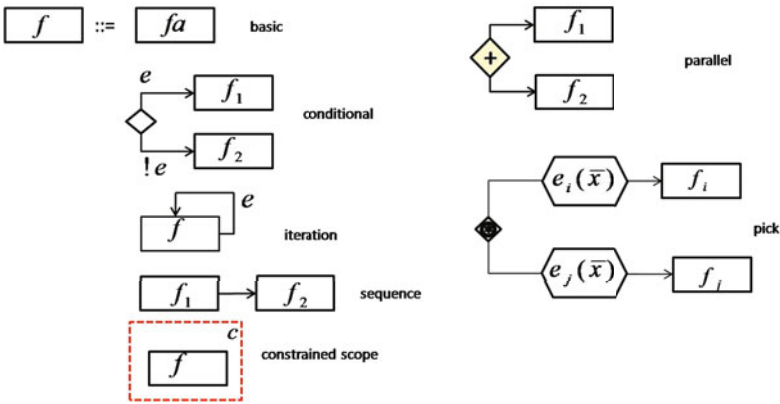 f ::= fa basic
e
f₁
conditional
f₂
!e
e
f
iteration
f₁ f₂ sequence
c
f
constrained scope
f₁
+
parallel
f₂
eᵢ(x̅) fᵢ
pick
eⱼ(x̅) fⱼ